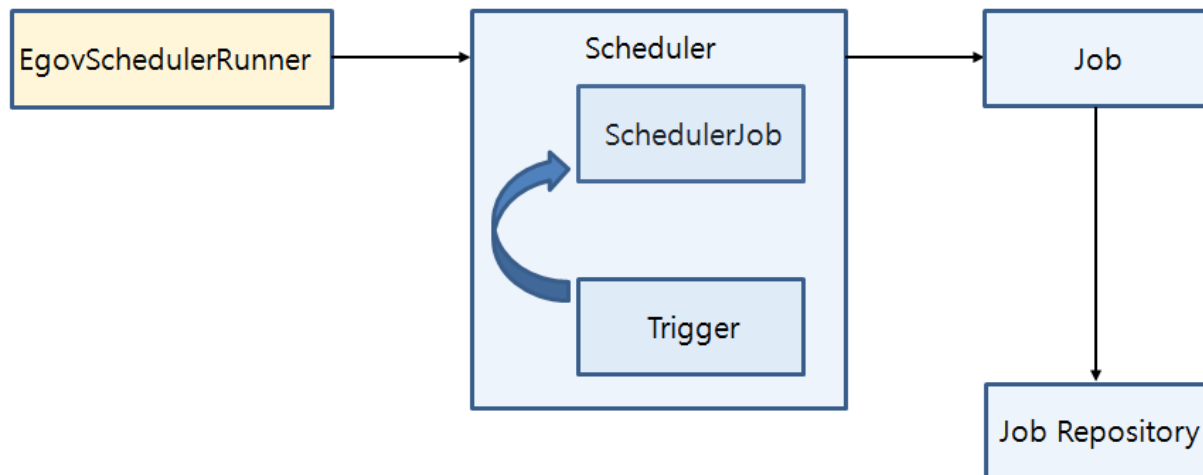 EgovSchedulerRunner
Scheduler
SchedulerJob
Trigger
Job
Job Repository